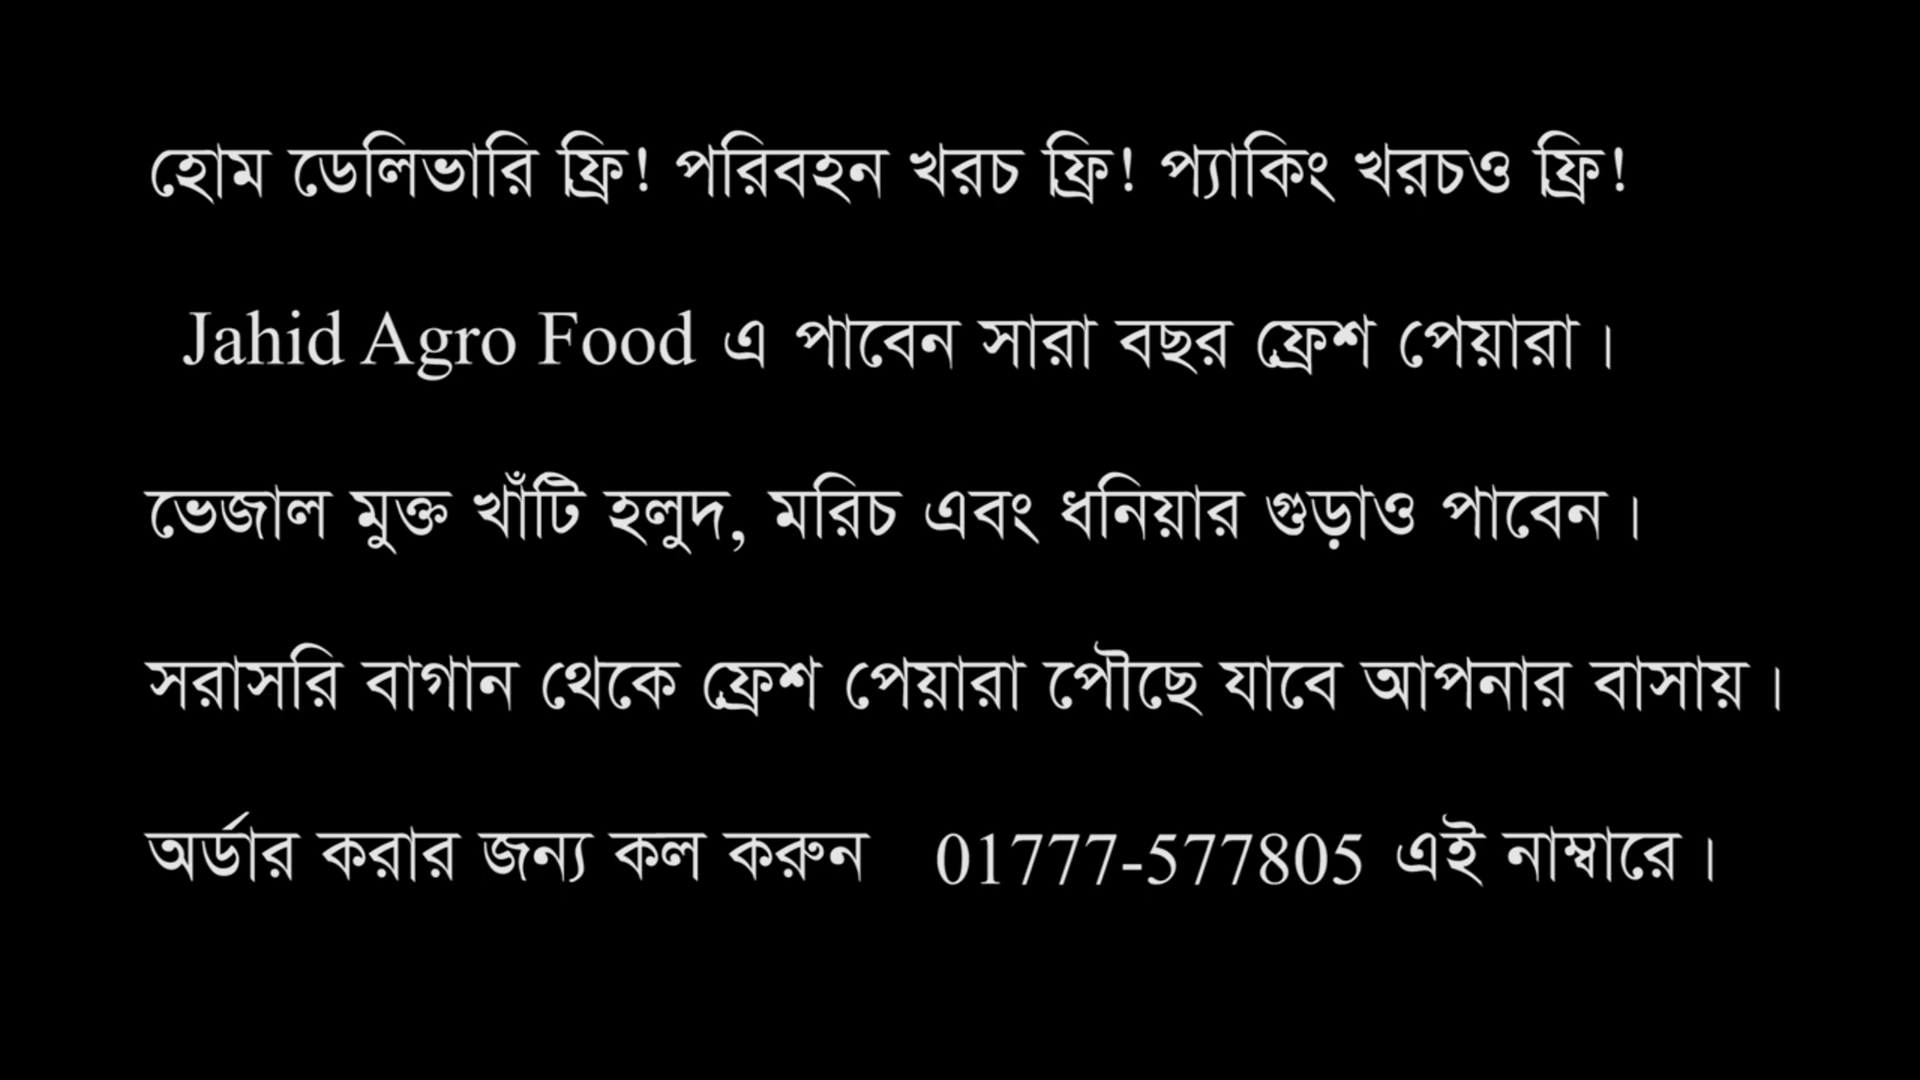 হোম ডেলিভারি ফ্রি! পরিবহন খরচ ফ্রি! প্যাকিং খরচও ফ্রি!
Jahid Agro Food এ পাবেন সারা বছর ফ্রেশ পেয়ারা।
ভেজাল মুক্ত খাঁটি হলুদ, মরিচ এবং ধনিয়ার গুড়াও পাবেন।
সরাসরি বাগান থেকে ফ্রেশ পেয়ারা পৌছে যাবে আপনার বাসায়।
অর্ডার করার জন্য কল করুন 01777-577805 এই নাম্বারে।